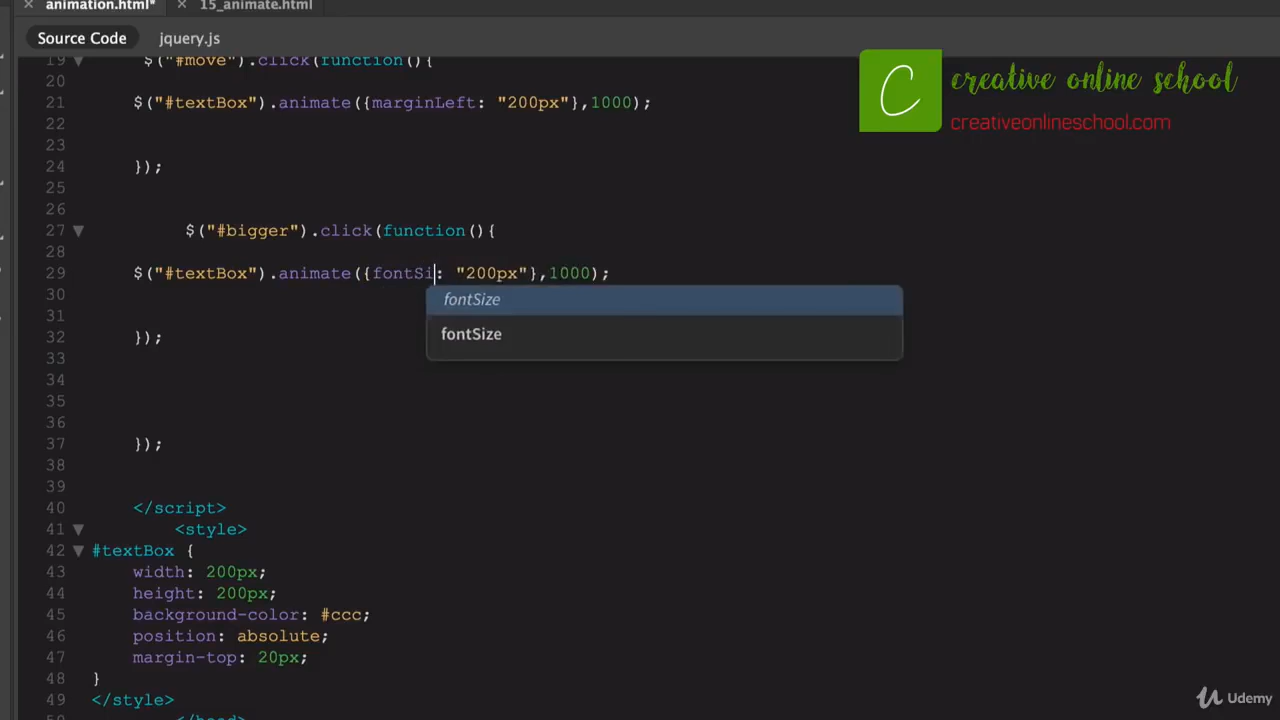 animation.html*
15_animate.html
Source Code
jquery.js
19 $("#move").click(function(){
20
21 $("#textBox").animate({marginLeft: "200px"},1000);
22
23
24 });
25
26
27 $("#bigger").click(function(){
28
29 $("#textBox").animate({fontSi: "200px"},1000);
30
fontSize
31
32 });
fontSize
33
34
35
36
37 });
38
39
40 </script>
41 <style>
42 #textBox {
43 width: 200px;
44 height: 200px;
45 background-color: #ccc;
46 position: absolute;
47 margin-top: 20px;
48 }
49 </style>
50 </head>
C creative online school
creativeonlineschool.com
Udemy